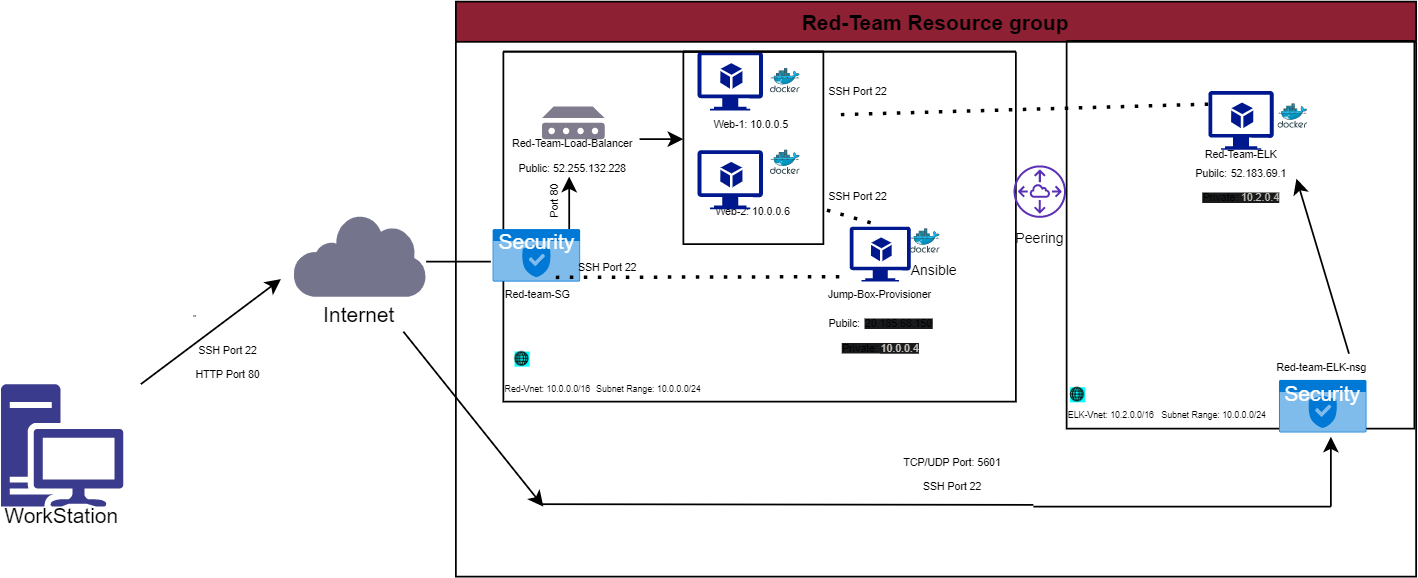 Red-Team Resource group
docker
SSH Port 22
Web-1: 10.0.0.5
docker
Red-Team-Load-Balancer
Public: 52.255.132.228
Port 80
docker
SSH Port 22
Web-2: 10.0.0.6
Red-Team-ELK
Pubilc: 52.183.69.1
Private: 10.2.0.4
Peering
Security
SSH Port 22
Red-team-SG
docker
Ansible
Jump-Box-Provisioner
Pubilc: 20.185.68.150
Private: 10.0.0.4
Internet
SSH Port 22
HTTP Port 80
Red-Vnet: 10.0.0.0/16 Subnet Range: 10.0.0.0/24
Red-team-ELK-nsg
Security
ELK-Vnet: 10.2.0.0/16 Subnet Range: 10.0.0.0/24
TCP/UDP Port: 5601
SSH Port 22
WorkStation